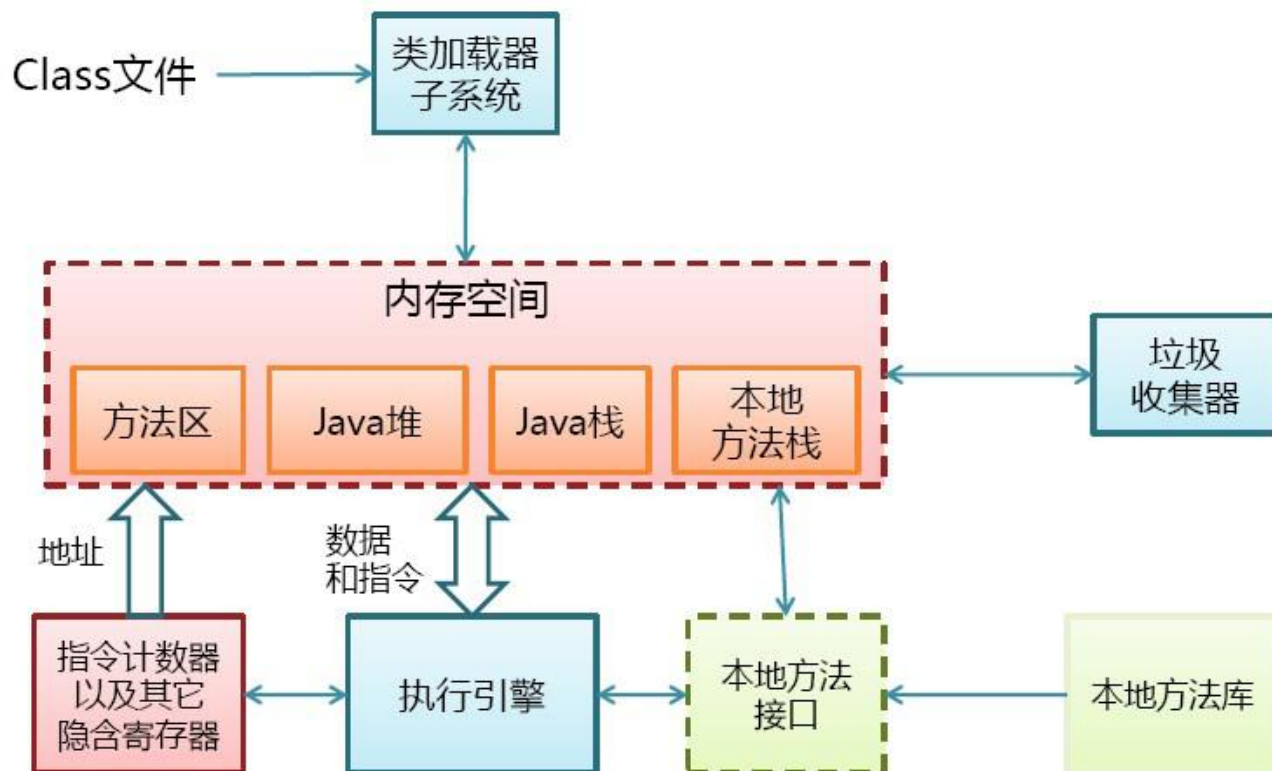 Class文件
类加载器
子系统
内存空间
方法区
Java堆
Java栈
本地
方法栈
垃圾
收集器
地址
数据
和指令
指令计数器
以及其它
隐含寄存器
执行引擎
本地方法
接口
本地方法库